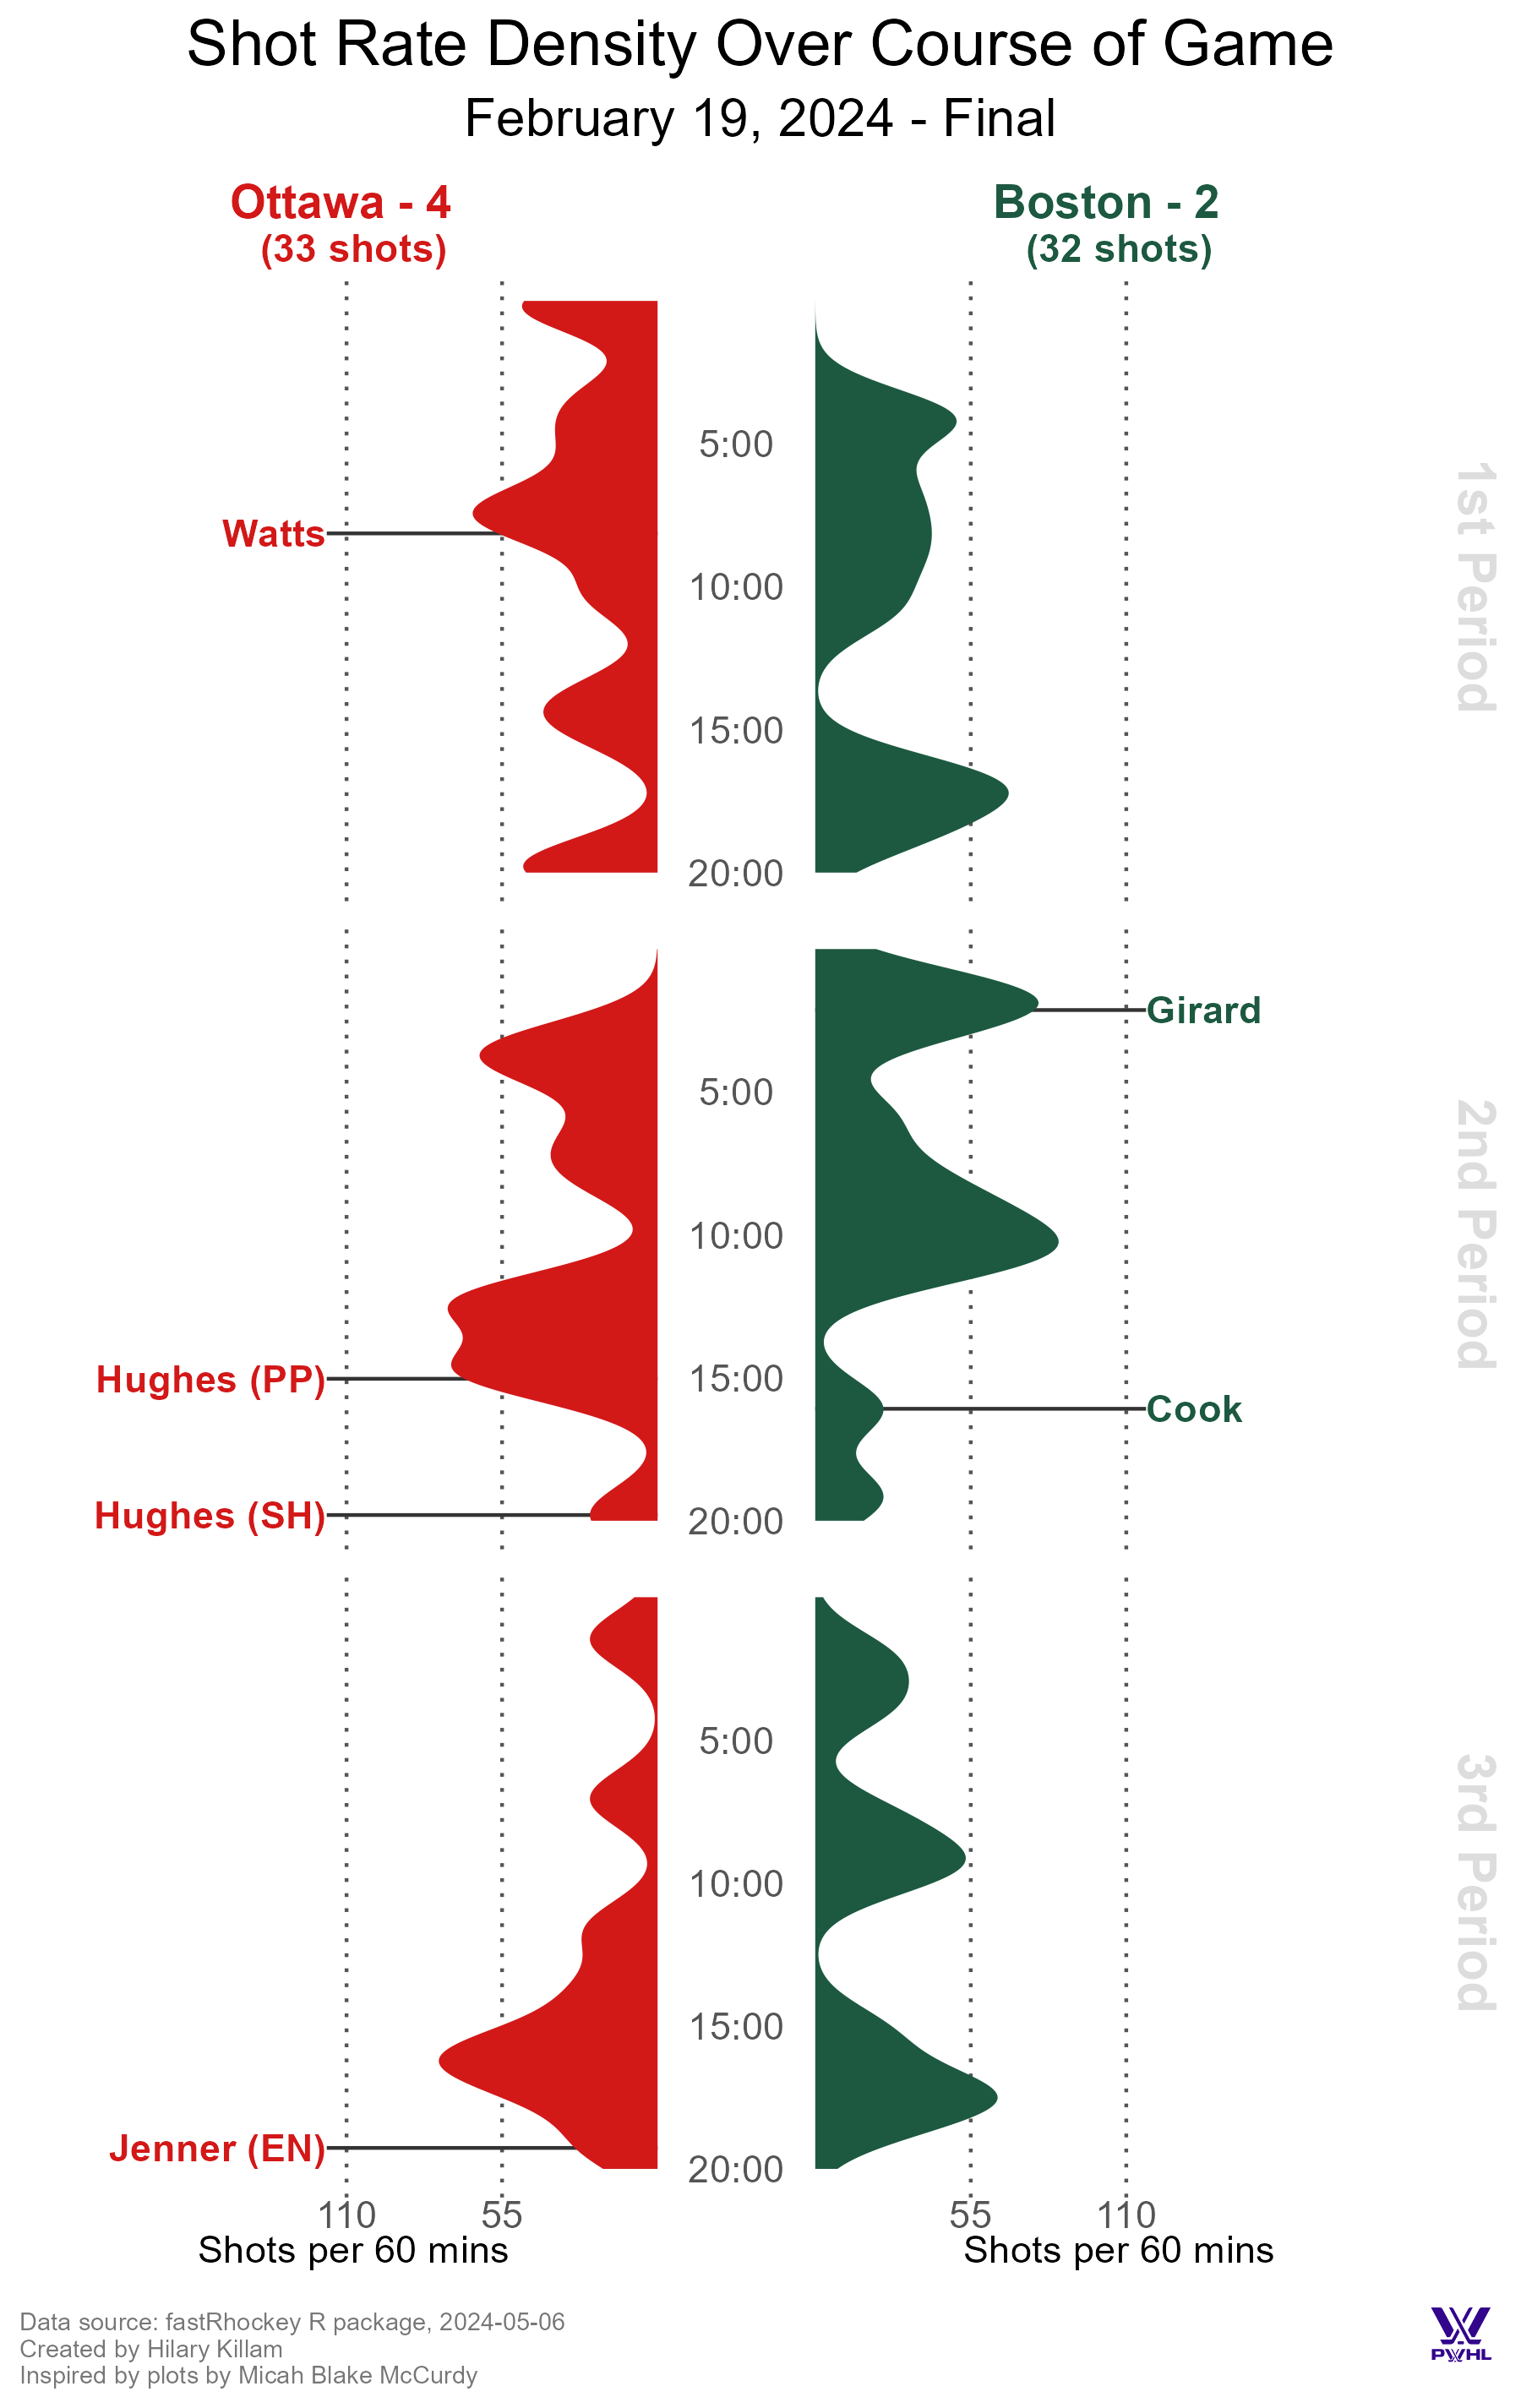 Shot Rate Density Over Course of Game
February 19, 2024 - Final
Ottawa - 4
(33 shots)
Boston - 2
(32 shots)
1st Period
5:00
Watts
10:00
15:00
20:00
2nd Period
Girard
5:00
10:00
Hughes (PP)
15:00
Cook
Hughes (SH)
20:00
3rd Period
5:00
10:00
15:00
Jenner (EN)
20:00
110
55
55
110
Shots per 60 mins
Shots per 60 mins
Data source: fastRhockey R package, 2024-05-06
Created by Hilary Killam
Inspired by plots by Micah Blake McCurdy
PWHL